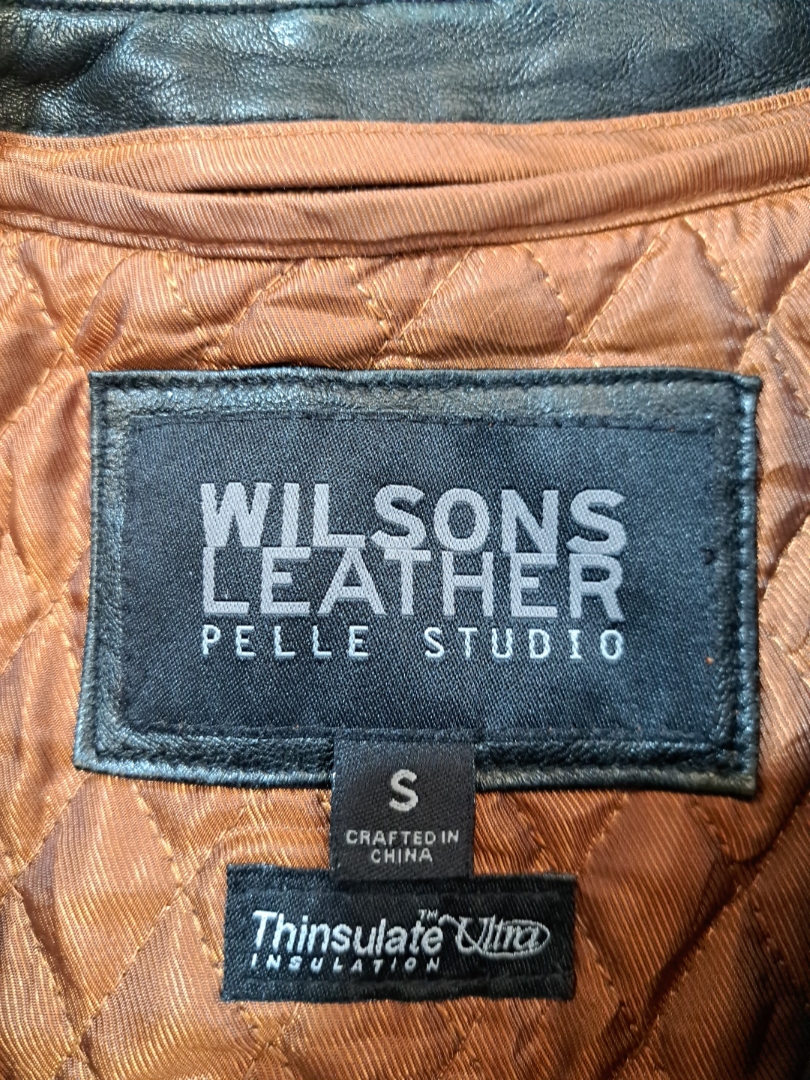 WILSONS
LEATHER
PELLE STUDIO
S
CRAFTED IN
CHINA
Thinsulate™ Ultra
INSULATION